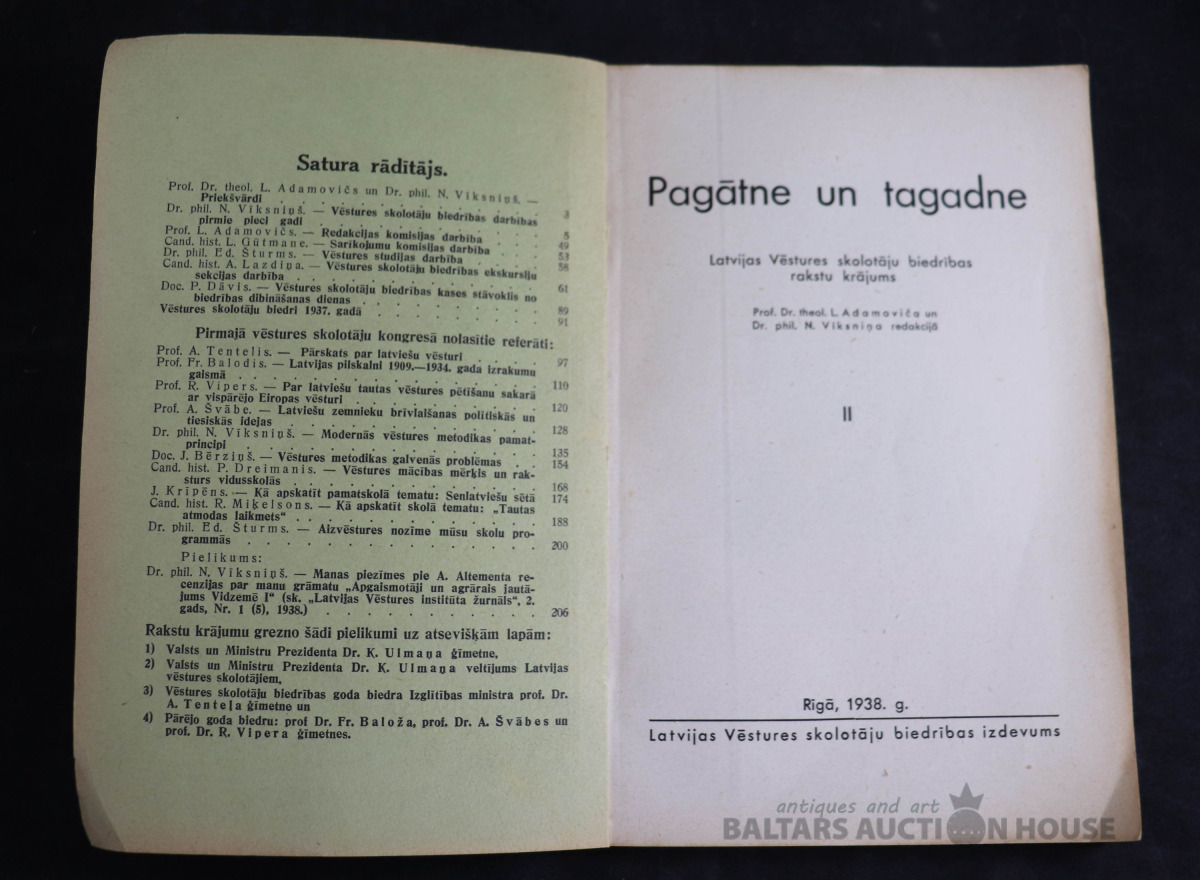 Satura rādītājs.
Prof. Dr. theol. L. Adamovičs un Dr. phil. N. Vīksniņš. —
Priekšvārdi . . . . . . . . . . 3
Dr. phil. N. Vīksniņš. — Vēstures skolotāju biedrības darbības
pirmie pieci gadi . . . . . . . . . . 5
Prof. L. Adamovičs. — Redakcijas komisijas darbība 49
Cand. hist. L. Gūtmane. — Sarīkojumu komisijas darbība 53
Dr. phil. Ed. Šturms. — Vēstures studijas darbība . . . 58
Cand. hist. A. Lazdiņa. — Vēstures skolotāju biedrības ekskursiju
sekcijas darbība . . . . . . . . . . 61
Doc. P. Dāvis. — Vēstures skolotāju biedrības kases stāvoklis no
biedrības dibināšanas dienas . . . . . . . 89
Vēstures skolotāju biedri 1937. gadā . . . . . . 91
Pirmajā vēstures skolotāju kongresā nolasītie referāti:
Prof. A. Tentelis. — Pārskats par latviešu vēsturi . . . 97
Prof. Fr. Balodis. — Latvijas pilskalni 1909.—1934. gada izrakumu
gaismā . . . . . . . . . . 110
Prof. R. Vipers. — Par latviešu tautas vēstures pētīšanu sakarā
ar vispārējo Eiropas vēsturi . . . . . . . 120
Prof. A. Švābe. — Latviešu zemnieku brīvlaišanas polītiskās un
tiesiskās idejas . . . . . . . . . . 128
Dr. phil. N. Vīksniņš. — Modernās vēstures metodikas pamat-
principi . . . . . . . . . . 135
Doc. J. Bērziņš. — Vēstures metodikas galvenās problēmas . . 154
Cand. hist. P. Dreimanis. — Vēstures mācības mērķis un rak-
sturs vidusskolās . . . . . . . . . . 168
J. Krīpēns. — Kā apskatīt pamatskolā tematu: Senlatviešu sētā 174
Cand. hist. R. Miķelsons. — Kā apskatīt skolā tematu: „Tautas
atmodas laikmets“ . . . . . . . . . . 188
Dr. phil. Ed. Šturms. — Aizvēstures nozīme mūsu skolu pro-
grammās . . . . . . . . . . 200
Pielikums:
Dr. phil. N. Vīksniņš. — Manas piezīmes pie A. Altementa re-
cenzijas par manu grāmatu „Apgaismotāji un agrārais jautā-
jums Vidzemē I“ (sk. „Latvijas Vēstures institūta žurnāls“, 2.
gads, Nr. 1 (5), 1938.) . . . . . . . . . . 206
Rakstu krājumu grezno šādi pielikumi uz atsevišķām lapām:
1) Valsts un Ministru Prezidenta Dr. K. Ulmaņa ģīmetne,
2) Valsts un Ministru Prezidenta Dr. K. Ulmaņa veltījums Latvijas
vēstures skolotājiem,
3) Vēstures skolotāju biedrības goda biedra Izglītības ministra prof. Dr.
A. Tenteļa ģīmetne un
4) Pārējo goda biedru: prof Dr. Fr. Baloža, prof. Dr. A. Švābes un
prof. Dr. R. Vipera ģīmetnes.
Pagātne un tagadne
Latvijas Vēstures skolotāju biedrības
rakstu krājums
Prof. Dr. theol. L. Adamoviča un
Dr. phil. N. Vīksniņa redakcijā
II
Rīgā, 1938. g.
Latvijas Vēstures skolotāju biedrības izdevums
antiques and art
BALTARS AUCTION HOUSE